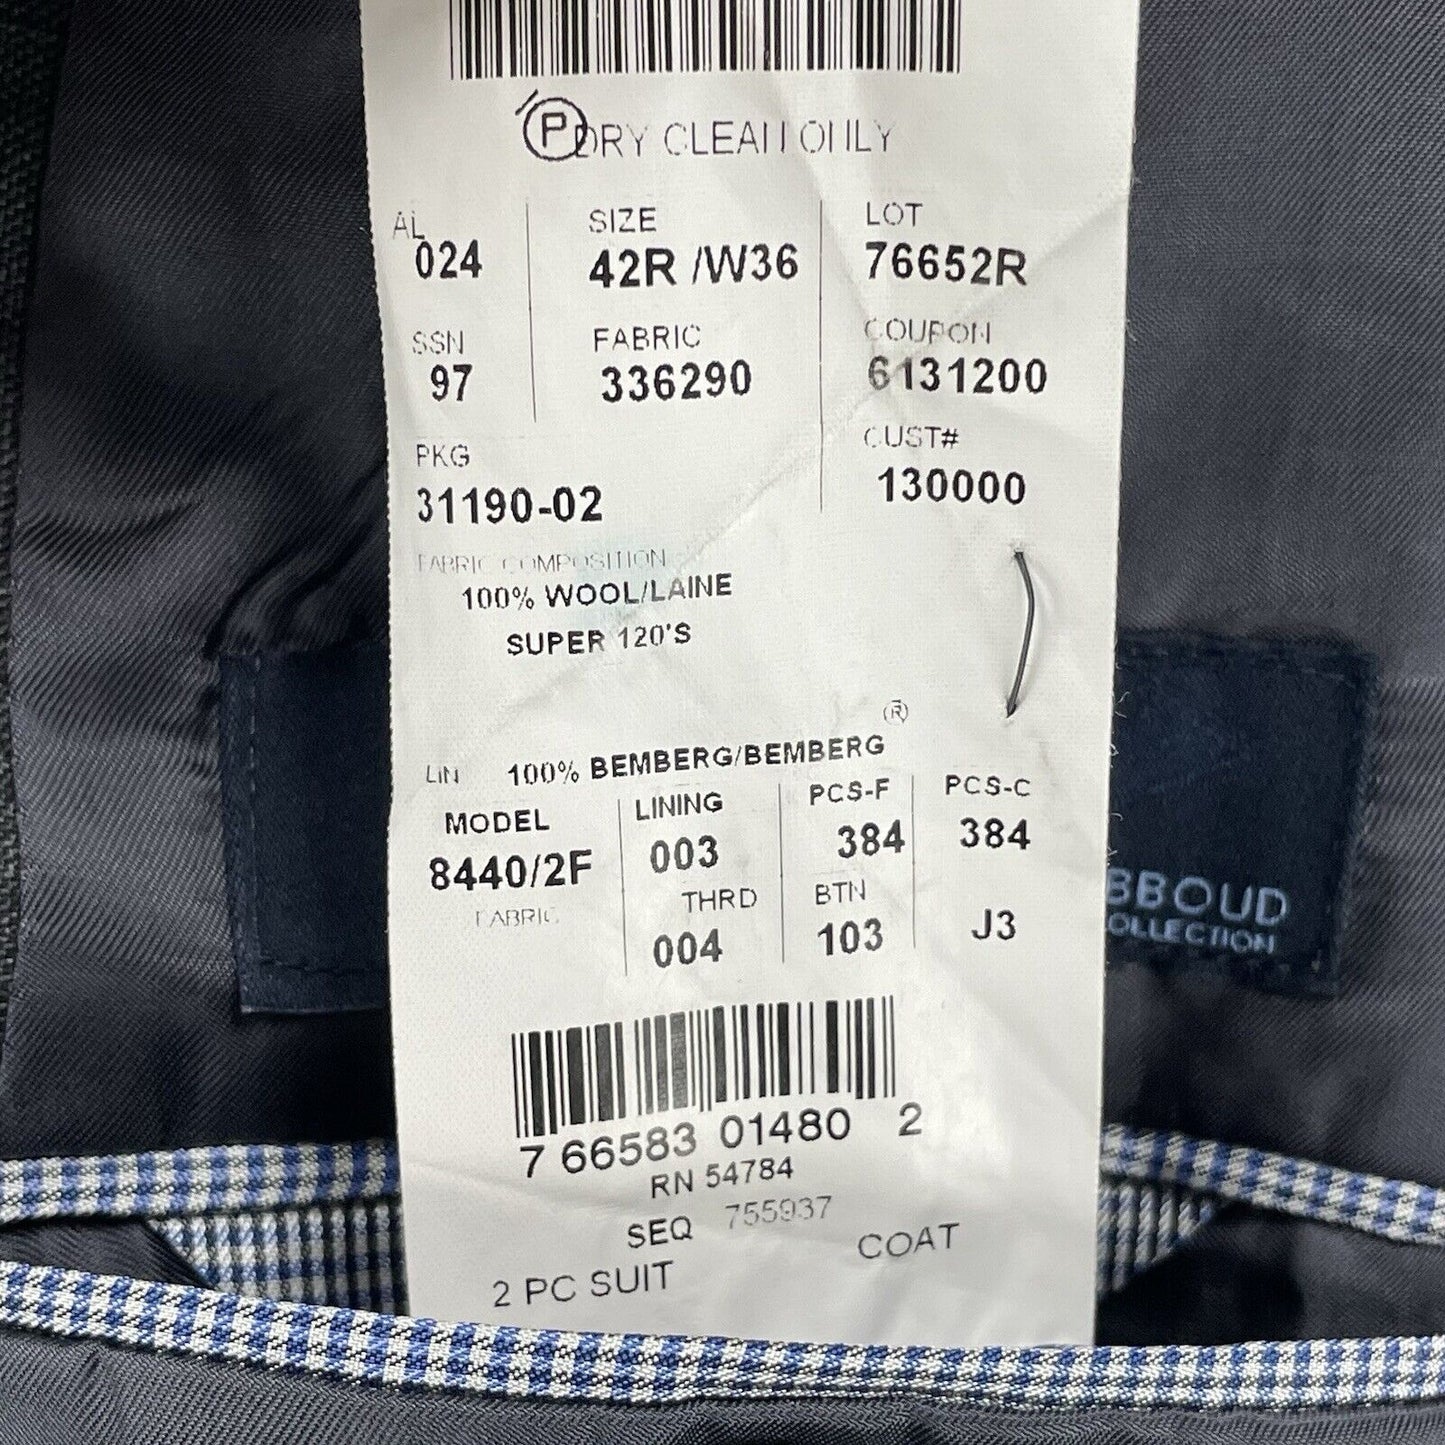 P DRY CLEAN ONLY
AL SIZE LOT
024 42R /W36 76652R
SSN FABRIC COUPON
97 336290 6131200
PKG CUST#
31190-02 130000
FABRIC COMPOSITION
100% WOOL/LAINE
SUPER 120'S
LIN 100% BEMBERG/BEMBERG ®
MODEL LINING PCS-F PCS-C
8440/2F 003 384 384
FABRIC THRD BTN
004 103 J3
BBOUD
OLLECTION
7 66583 01480 2
RN 54784
SEQ 755937
2 PC SUIT COAT